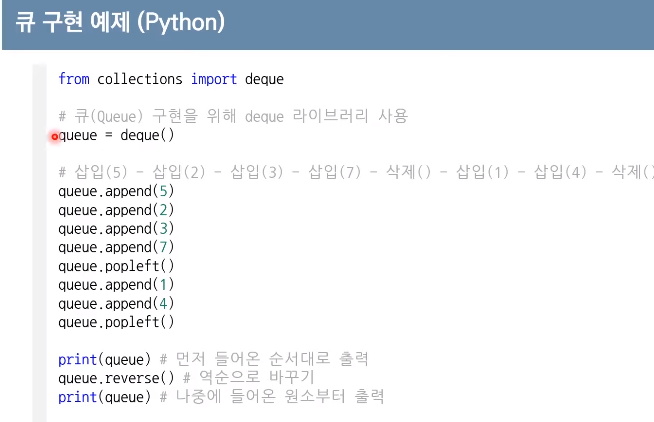 큐 구현 예제 (Python)
from collections import deque
# 큐(Queue) 구현을 위해 deque 라이브러리 사용
queue = deque()
# 삽입(5) - 삽입(2) - 삽입(3) - 삽입(7) - 삭제() - 삽입(1) - 삽입(4) - 삭제()
queue.append(5)
queue.append(2)
queue.append(3)
queue.append(7)
queue.popleft()
queue.append(1)
queue.append(4)
queue.popleft()
print(queue) # 먼저 들어온 순서대로 출력
queue.reverse() # 역순으로 바꾸기
print(queue) # 나중에 들어온 원소부터 출력